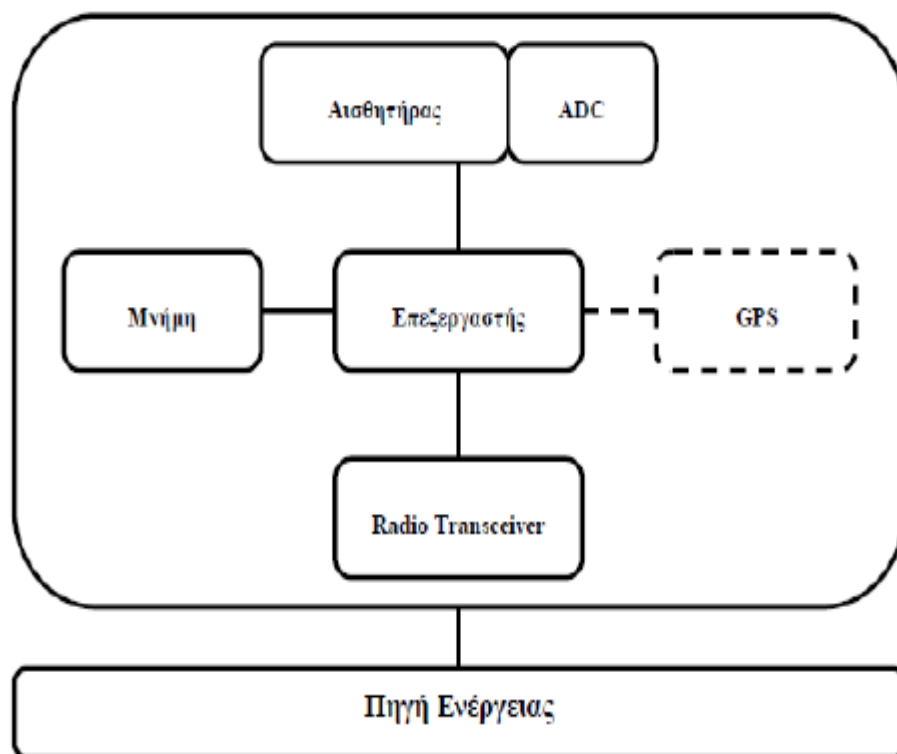 Αισθητήρας
ADC
Μνήμη
Επεξεργαστής
GPS
Radio Transceiver
Πηγή Ενέργειας